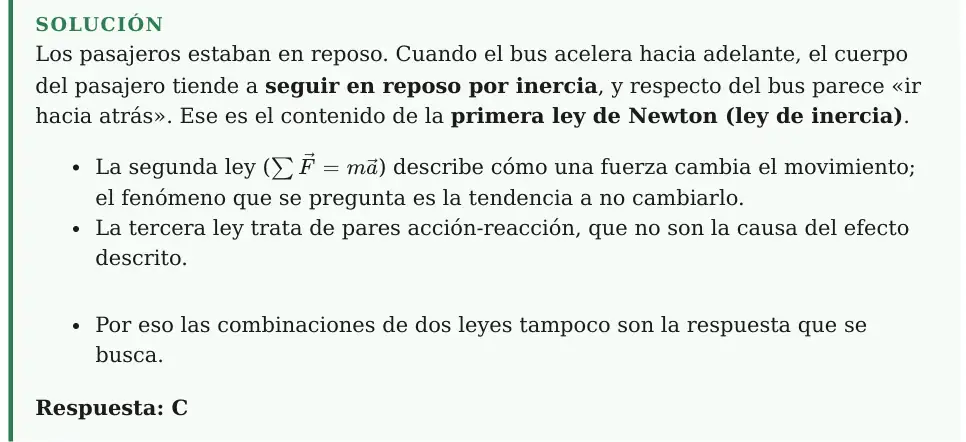 SOLUCIÓN
Los pasajeros estaban en reposo. Cuando el bus acelera hacia adelante, el cuerpo
del pasajero tiende a seguir en reposo por inercia, y respecto del bus parece «ir
hacia atrás». Ese es el contenido de la primera ley de Newton (ley de inercia).
• La segunda ley (∑ F⃗ = ma⃗) describe cómo una fuerza cambia el movimiento;
el fenómeno que se pregunta es la tendencia a no cambiarlo.
• La tercera ley trata de pares acción-reacción, que no son la causa del efecto
descrito.
• Por eso las combinaciones de dos leyes tampoco son la respuesta que se
busca.
Respuesta: C